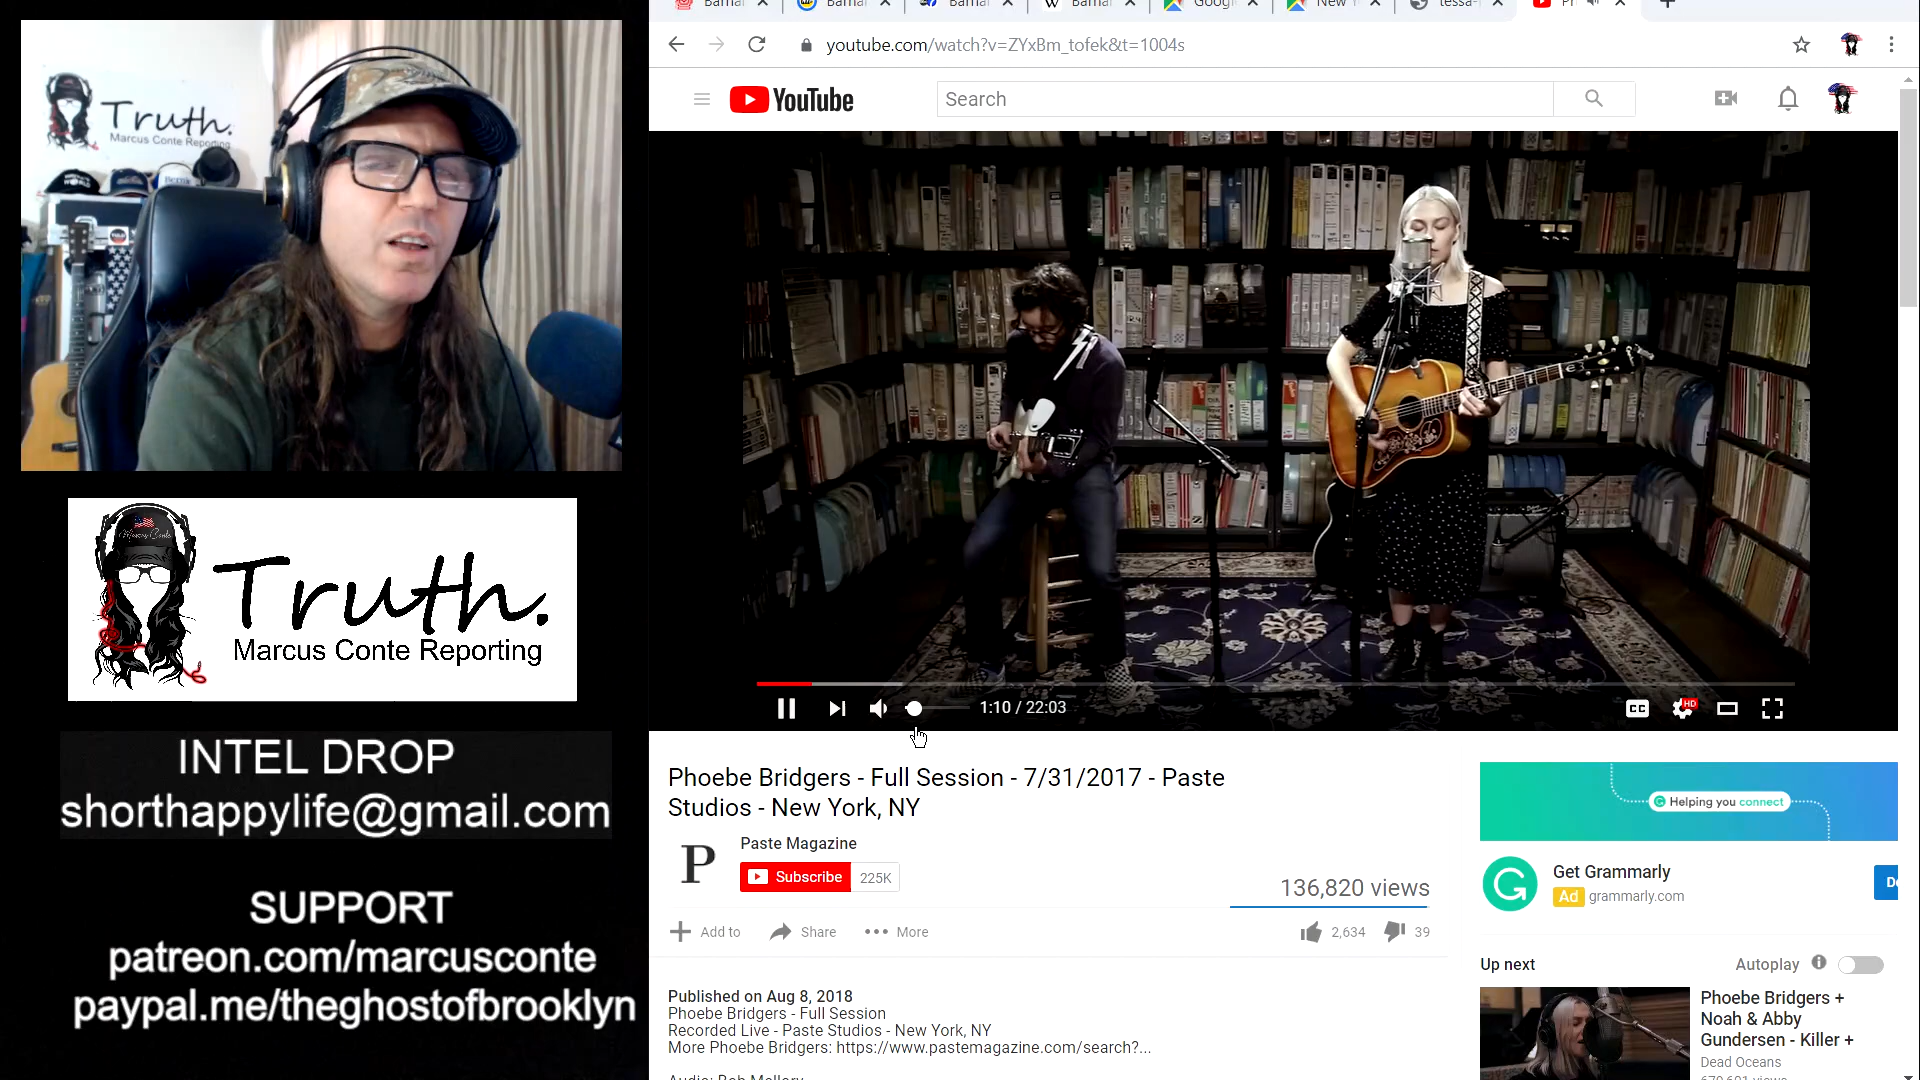 Truth.
Marcus Conte Reporting
Truth.
Marcus Conte Reporting
INTEL DROP
shorthappylife@gmail.com
SUPPORT
patreon.com/marcusconte
paypal.me/theghostofbrooklyn
youtube.com/watch?v=ZYxBm_tofek&t=1004s
YouTube
Search
1:10 / 22:03
CC
HD
Phoebe Bridgers - Full Session - 7/31/2017 - Paste
Studios - New York, NY
P
Paste Magazine
Subscribe 225K
136,820 views
Add to Share More 2,634 39
Published on Aug 8, 2018
Phoebe Bridgers - Full Session
Recorded Live - Paste Studios - New York, NY
More Phoebe Bridgers: https://www.pastemagazine.com/search?...
Helping you connect
Get Grammarly
Ad grammarly.com
Up next Autoplay
Phoebe Bridgers +
Noah & Abby
Gundersen - Killer +
Dead Oceans